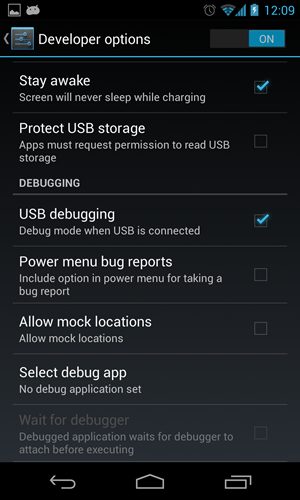 12:09
Developer options
ON
Stay awake
Screen will never sleep while charging
Protect USB storage
Apps must request permission to read USB
storage
DEBUGGING
USB debugging
Debug mode when USB is connected
Power menu bug reports
Include option in power menu for taking a
bug report
Allow mock locations
Allow mock locations
Select debug app
No debug application set
Wait for debugger
Debugged application waits for debugger to
attach before executing